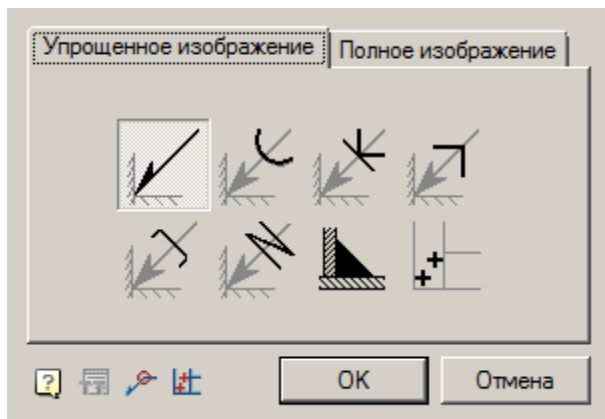 Упрощенное изображение
Полное изображение
OK
Отмена